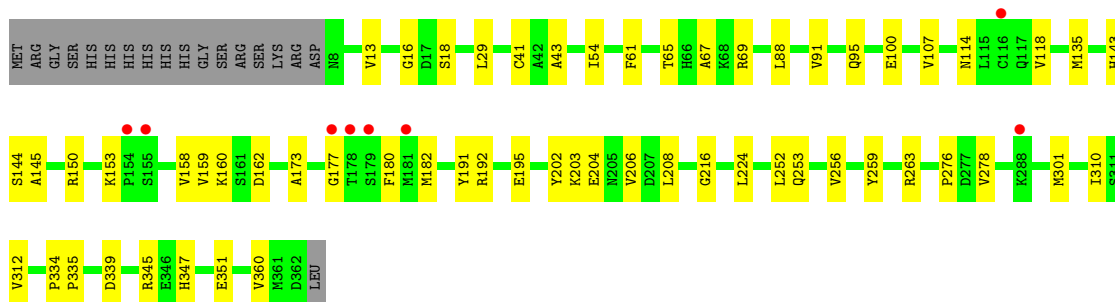 MET ARG GLY SER HIS HIS HIS HIS HIS HIS GLY SER ARG SER LYS ARG ASP N8 V13 G16 D17 S18 L29 C41 A42 A43 I54 F61 T65 H66 A67 K68 R69 L88 V91 Q95 E100 V107 N114 L115 C116 Q117 V118 M135 H143
S144 A145 R150 K153 P154 S155 V158 V159 K160 S161 D162 A173 G177 T178 S179 F180 M181 M182 Y191 R192 E195 Y202 K203 E204 N205 V206 D207 L208 G216 L224 L252 Q253 V256 Y259 R263 P276 D277 V278 K288 M301 I310 S311
V312 P334 P335 D339 R345 E346 H347 E351 V360 M361 D362 LEU